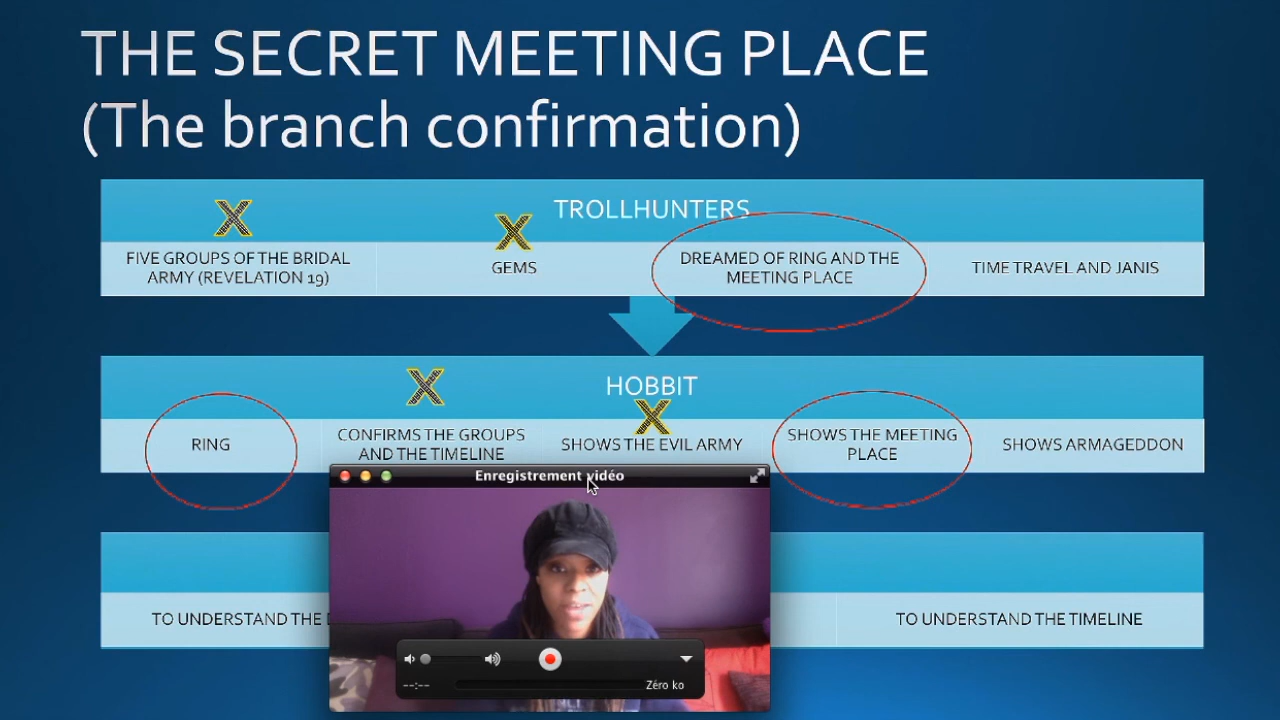 THE SECRET MEETING PLACE
(The branch confirmation)
TROLLHUNTERS
X
X
FIVE GROUPS OF THE BRIDAL
ARMY (REVELATION 19)
GEMS
DREAMED OF RING AND THE
MEETING PLACE
TIME TRAVEL AND JANIS
HOBBIT
X
X
RING
CONFIRMS THE GROUPS
AND THE TIMELINE
SHOWS THE EVIL ARMY
SHOWS THE MEETING
PLACE
SHOWS ARMAGEDDON
Enregistrement vidéo
TO UNDERSTAND THE
TO UNDERSTAND THE TIMELINE
--:--
Zéro ko